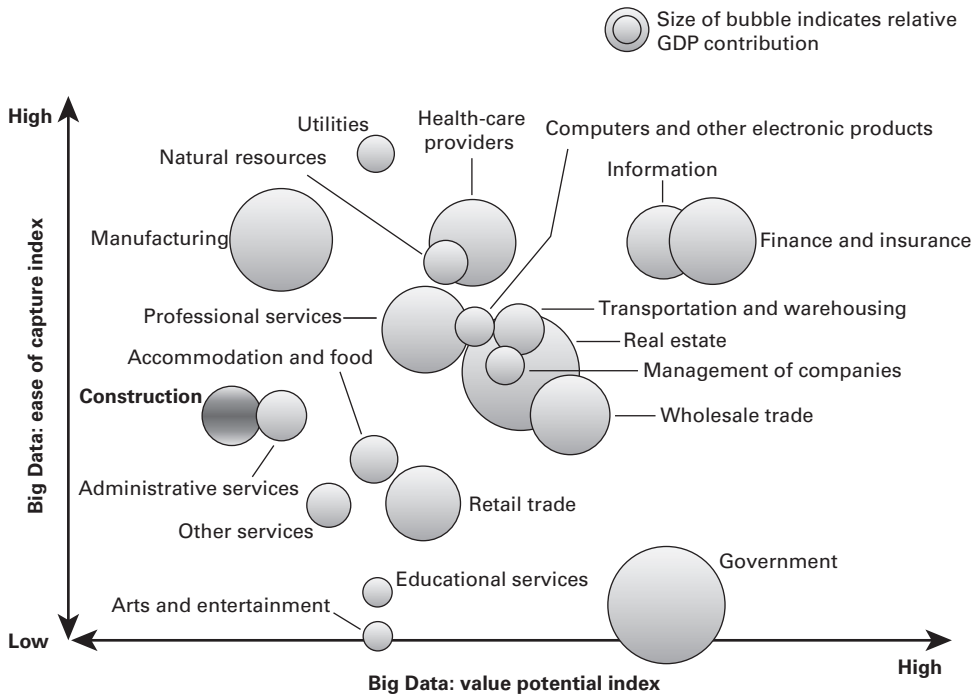 Size of bubble indicates relative
GDP contribution
High
Utilities
Health-care
providers
Computers and other electronic products
Natural resources
Information
Manufacturing
Finance and insurance
Transportation and warehousing
Professional services
Real estate
Accommodation and food
Management of companies
Construction
Wholesale trade
Administrative services
Retail trade
Other services
Government
Educational services
Arts and entertainment
Low
High
Big Data: value potential index
Big Data: ease of capture index